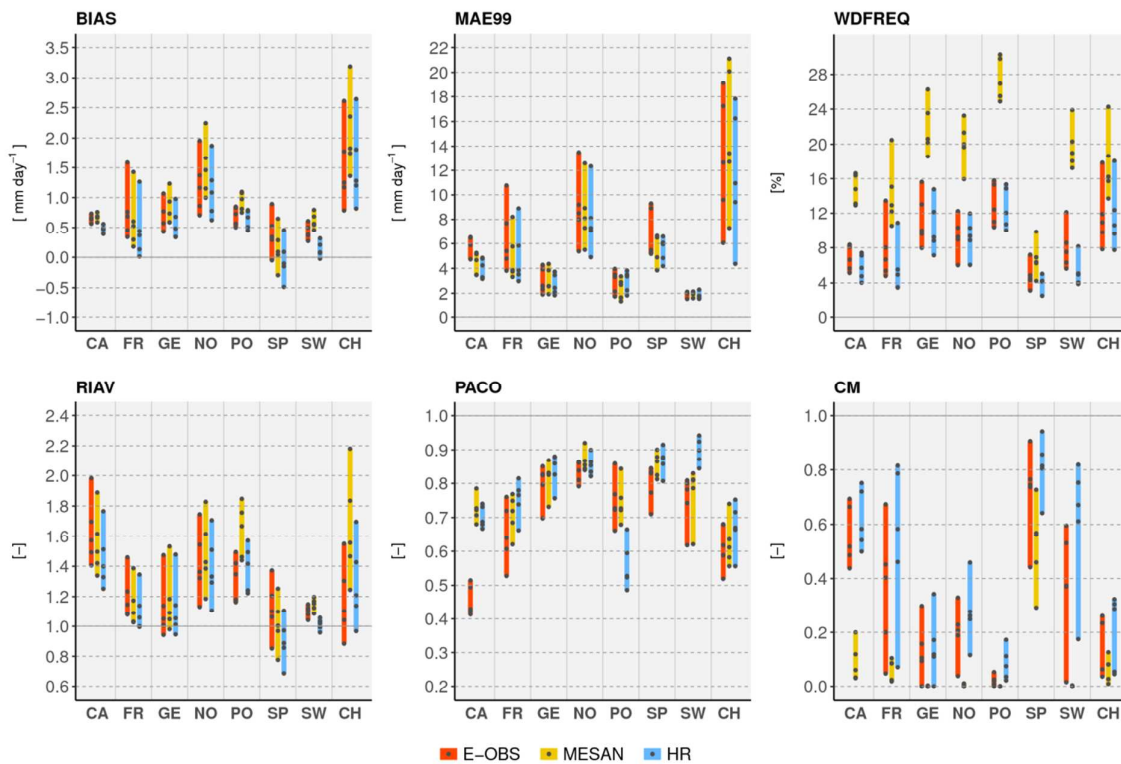 BIAS MAE99 WDFREQ
[ mm day⁻¹ ] 3.5 3.0 2.5 2.0 1.5 1.0 0.5 0.0 −0.5 −1.0
[ mm day⁻¹ ] 22 20 18 16 14 12 10 8 6 4 2 0
[%] 28 24 20 16 12 8 4 0
CA FR GE NO PO SP SW CH CA FR GE NO PO SP SW CH CA FR GE NO PO SP SW CH
RIAV PACO CM
[−] 2.4 2.2 2.0 1.8 1.6 1.4 1.2 1.0 0.8 0.6
[−] 1.0 0.9 0.8 0.7 0.6 0.5 0.4 0.3 0.2
[−] 1.0 0.8 0.6 0.4 0.2 0.0
CA FR GE NO PO SP SW CH CA FR GE NO PO SP SW CH CA FR GE NO PO SP SW CH
E−OBS MESAN HR